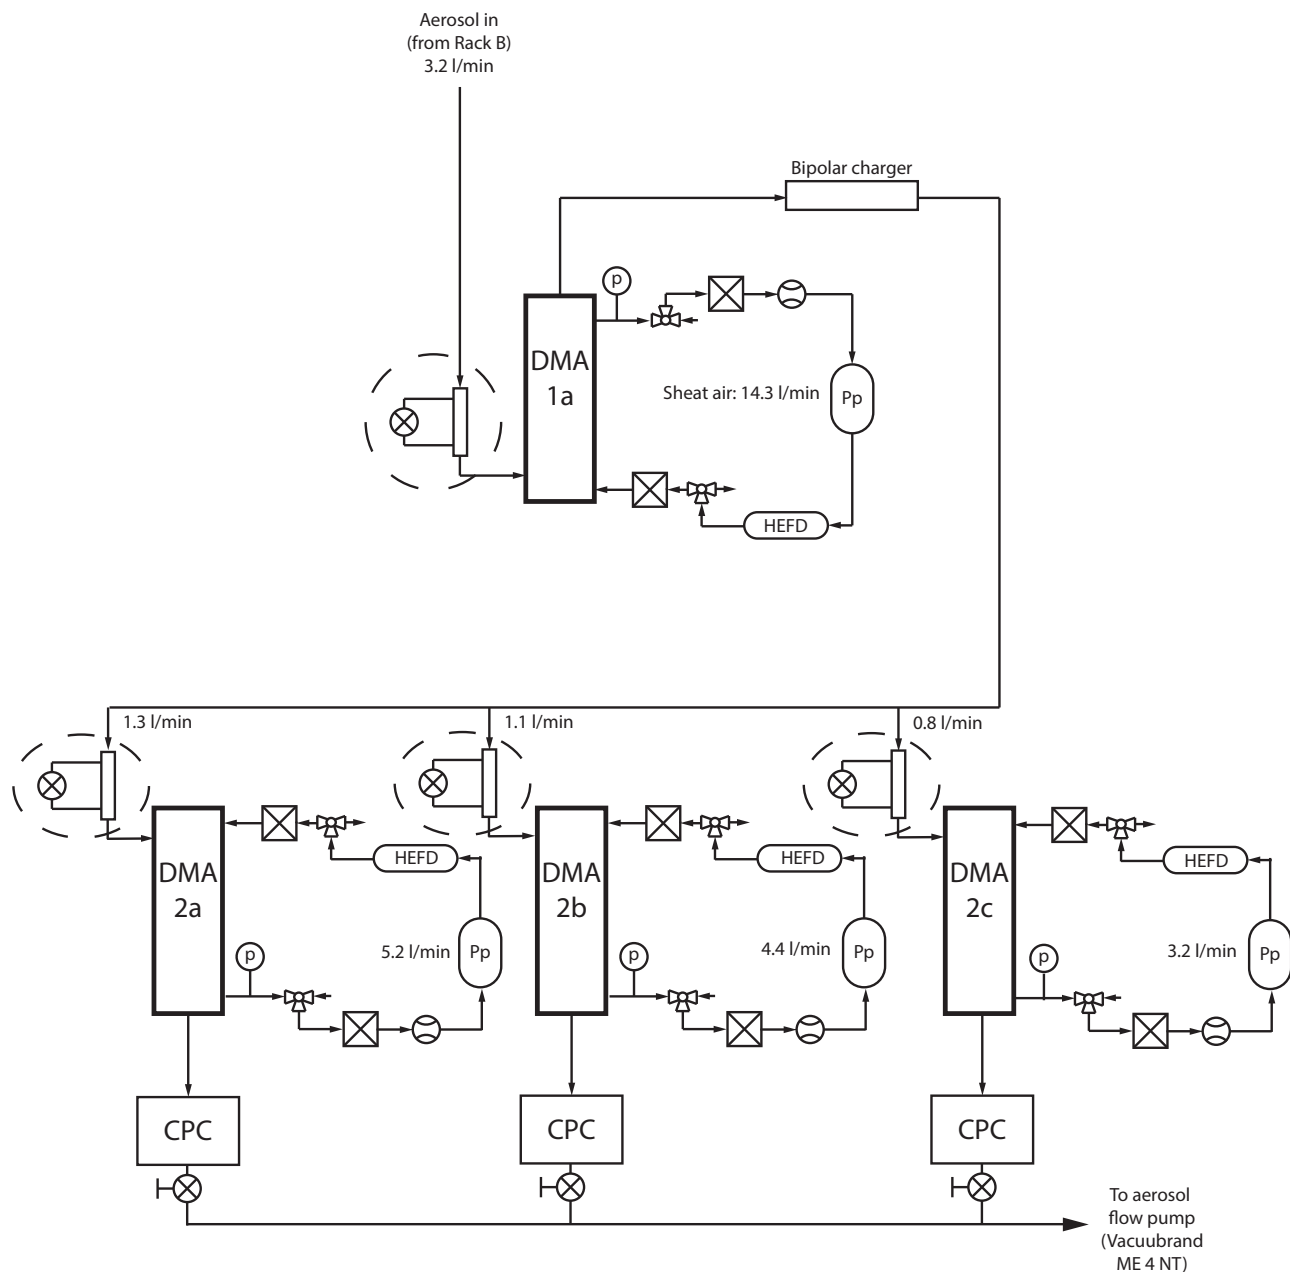 Aerosol in
(from Rack B)
3.2 l/min
Bipolar charger
p
DMA
1a
Sheat air: 14.3 l/min
Pp
HEFD
1.3 l/min
1.1 l/min
0.8 l/min
DMA
2a
HEFD
p
5.2 l/min
Pp
DMA
2b
HEFD
p
4.4 l/min
Pp
DMA
2c
HEFD
p
3.2 l/min
Pp
CPC
CPC
CPC
To aerosol
flow pump
(Vacuubrand
ME 4 NT)